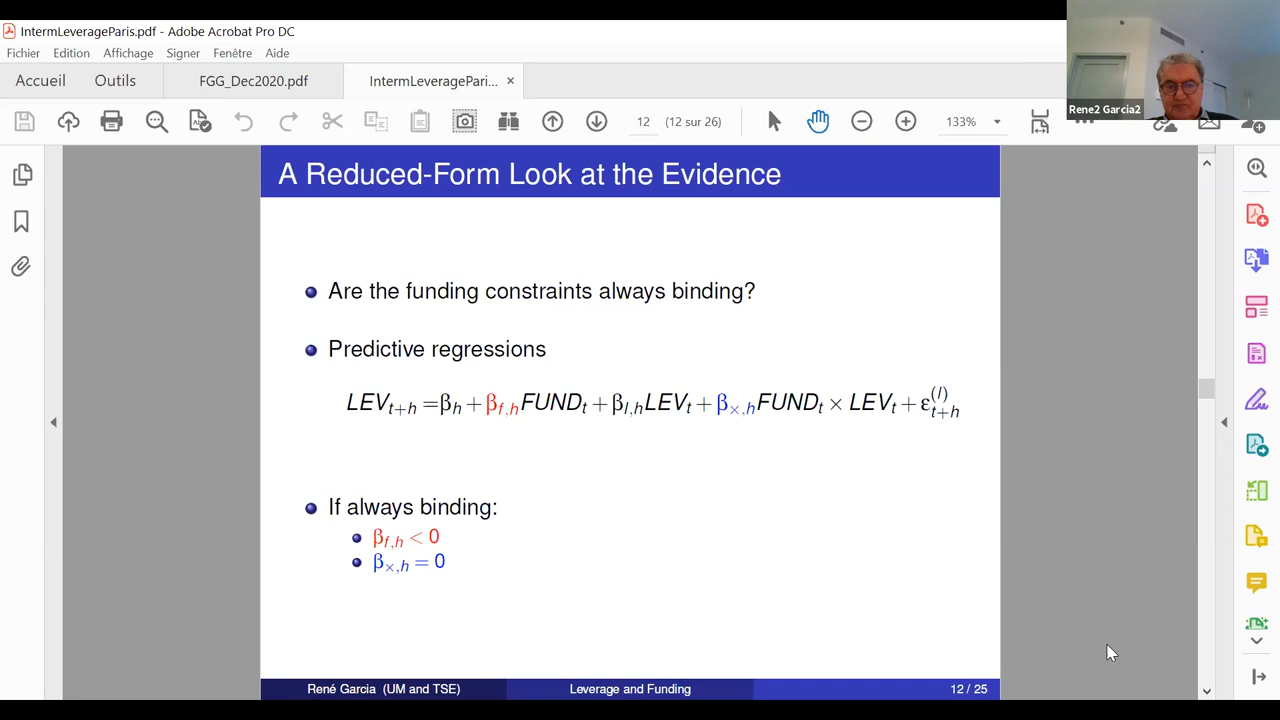 IntermLeverageParis.pdf - Adobe Acrobat Pro DC
Fichier Edition Affichage Signer Fenêtre Aide
Accueil Outils FGG_Dec2020.pdf IntermLeveragePari... ×
12 (12 sur 26) 133%
Rene2 Garcia2
A Reduced-Form Look at the Evidence
Are the funding constraints always binding?
Predictive regressions
LEV_{t+h} = β_h + β_{f,h}FUND_t + β_{l,h}LEV_t + β_{×,h}FUND_t × LEV_t + ε_{t+h}^{(l)}
If always binding:
β_{f,h} < 0
β_{×,h} = 0
René Garcia (UM and TSE) Leverage and Funding 12 / 25